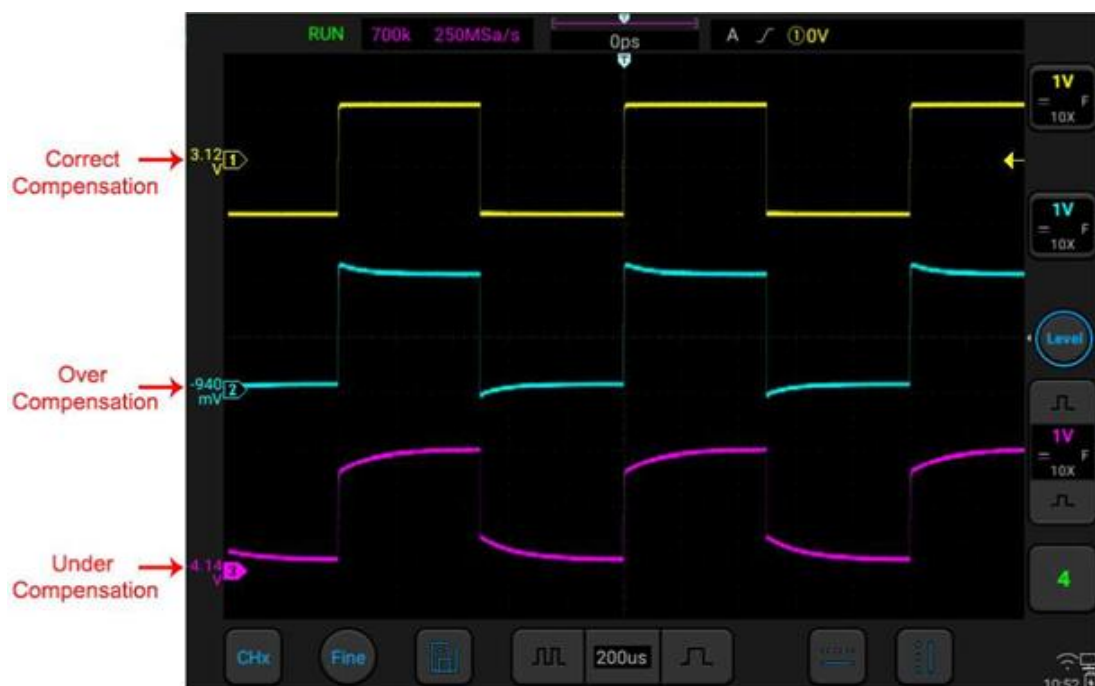 RUN 700k 250MSa/s
T
0ps
A ①0V
T
1V
F
10X
Correct
Compensation
3.12
V
1
1V
F
10X
Level
Over
Compensation
-940
mV
2
1V
F
10X
Under
Compensation
-4.14
V
3
4
CHx
Fine
200us
10:52